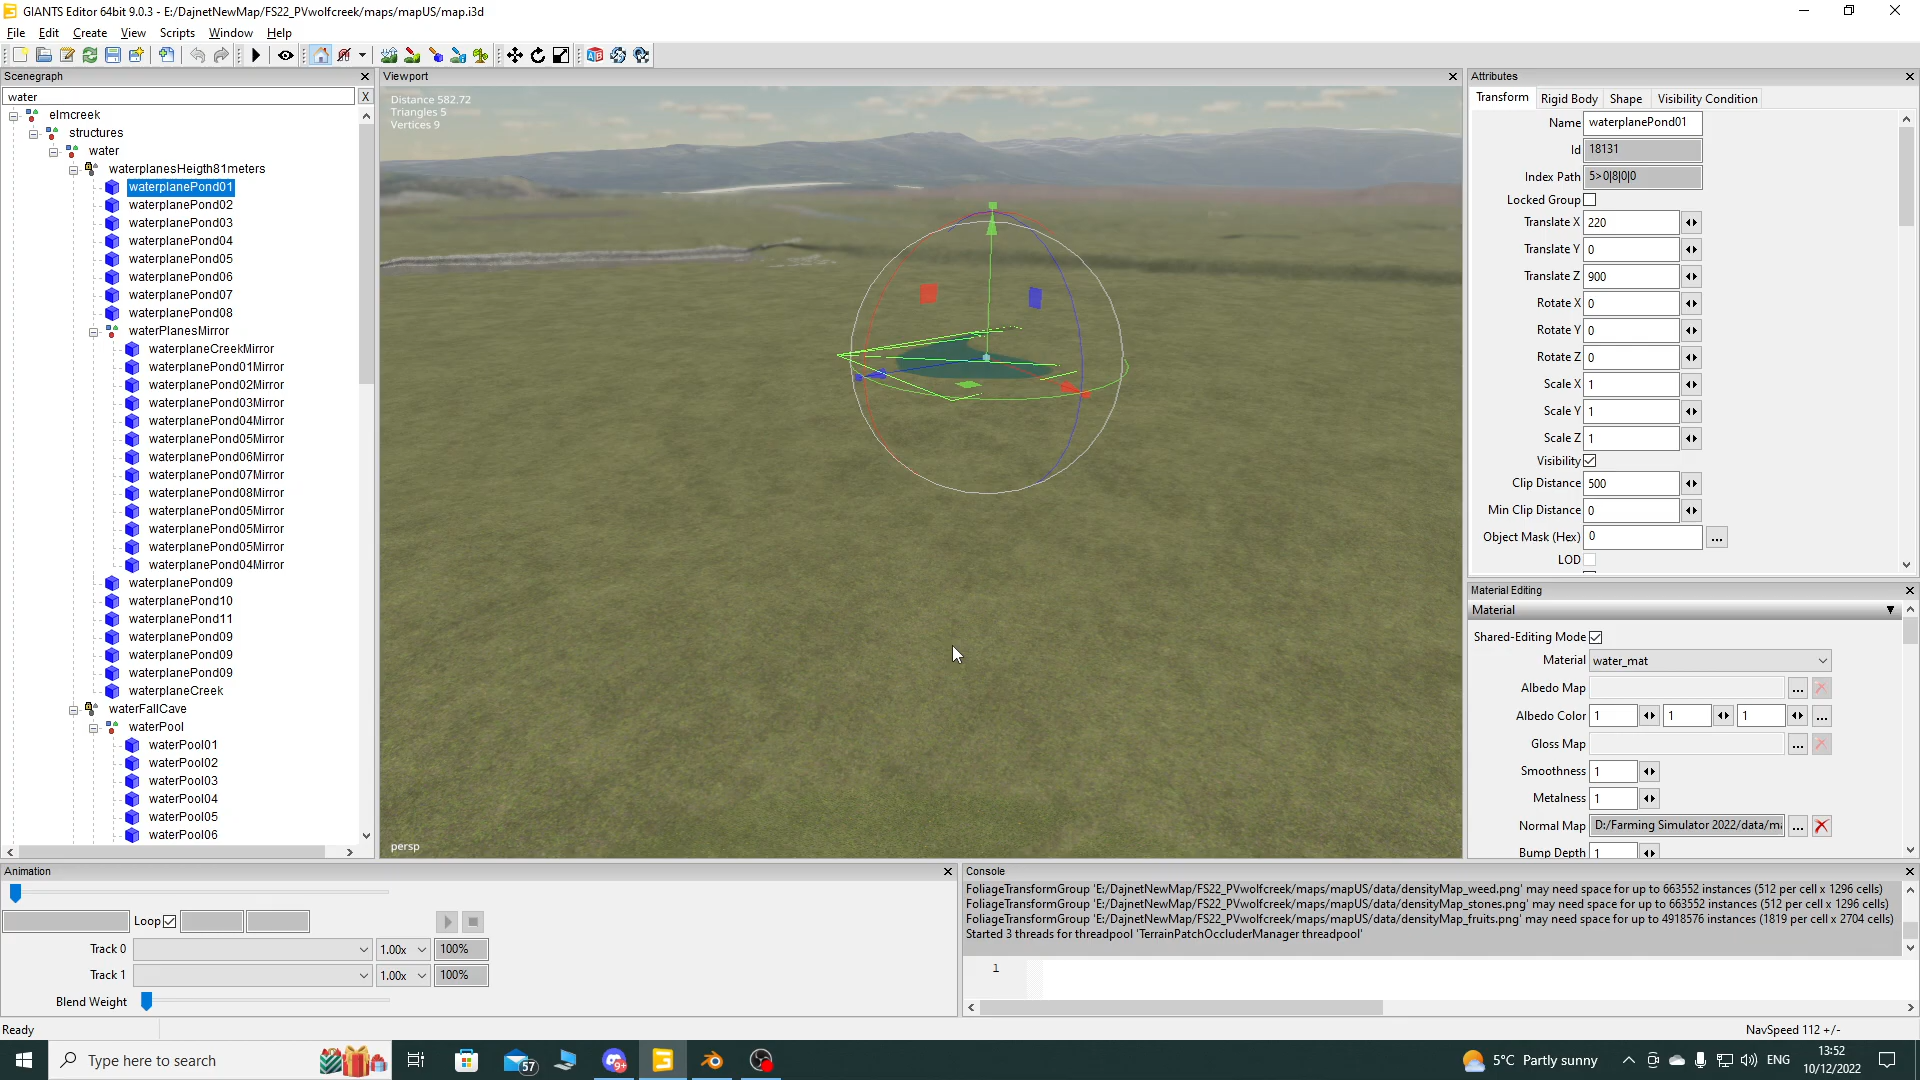 GIANTS Editor 64bit 9.0.3 - E:/DajnetNewMap/FS22_PVwolfcreek/maps/mapUS/map.i3d
File Edit Create View Scripts Window Help
Scenegraph
water X
elmcreek
structures
water
waterplanesHeigth81meters
waterplanePond01
waterplanePond02
waterplanePond03
waterplanePond04
waterplanePond05
waterplanePond06
waterplanePond07
waterplanePond08
waterPlanesMirror
waterplaneCreekMirror
waterplanePond01Mirror
waterplanePond02Mirror
waterplanePond03Mirror
waterplanePond04Mirror
waterplanePond05Mirror
waterplanePond06Mirror
waterplanePond07Mirror
waterplanePond08Mirror
waterplanePond05Mirror
waterplanePond05Mirror
waterplanePond05Mirror
waterplanePond04Mirror
waterplanePond09
waterplanePond10
waterplanePond11
waterplanePond09
waterplanePond09
waterplanePond09
waterplaneCreek
waterFallCave
waterPool
waterPool01
waterPool02
waterPool03
waterPool04
waterPool05
waterPool06
Viewport
Distance 582.72
Triangles 5
Vertices 9
persp
Attributes
Transform Rigid Body Shape Visibility Condition
Name waterplanePond01
Id 18131
Index Path 5>0|8|0|0
Locked Group
Translate X 220
Translate Y 0
Translate Z 900
Rotate X 0
Rotate Y 0
Rotate Z 0
Scale X 1
Scale Y 1
Scale Z 1
Visibility
Clip Distance 500
Min Clip Distance 0
Object Mask (Hex) 0 ...
LOD
Material Editing
Material
Shared-Editing Mode
Material water_mat
Albedo Map ...
Albedo Color 1 1 1 ...
Gloss Map ...
Smoothness 1
Metalness 1
Normal Map D:/Farming Simulator 2022/data/m ...
Bump Depth 1
Animation
Loop
Track 0 1.00x 100%
Track 1 1.00x 100%
Blend Weight
Console
FoliageTransformGroup 'E:/DajnetNewMap/FS22_PVwolfcreek/maps/mapUS/data/densityMap_weed.png' may need space for up to 663552 instances (512 per cell x 1296 cells)
FoliageTransformGroup 'E:/DajnetNewMap/FS22_PVwolfcreek/maps/mapUS/data/densityMap_stones.png' may need space for up to 663552 instances (512 per cell x 1296 cells)
FoliageTransformGroup 'E:/DajnetNewMap/FS22_PVwolfcreek/maps/mapUS/data/densityMap_fruits.png' may need space for up to 4918576 instances (1819 per cell x 2704 cells)
Started 3 threads for threadpool 'TerrainPatchOccluderManager threadpool'
1
Ready
NavSpeed 112 +/-
Type here to search
57
9+
5°C Partly sunny
ENG
13:52
10/12/2022